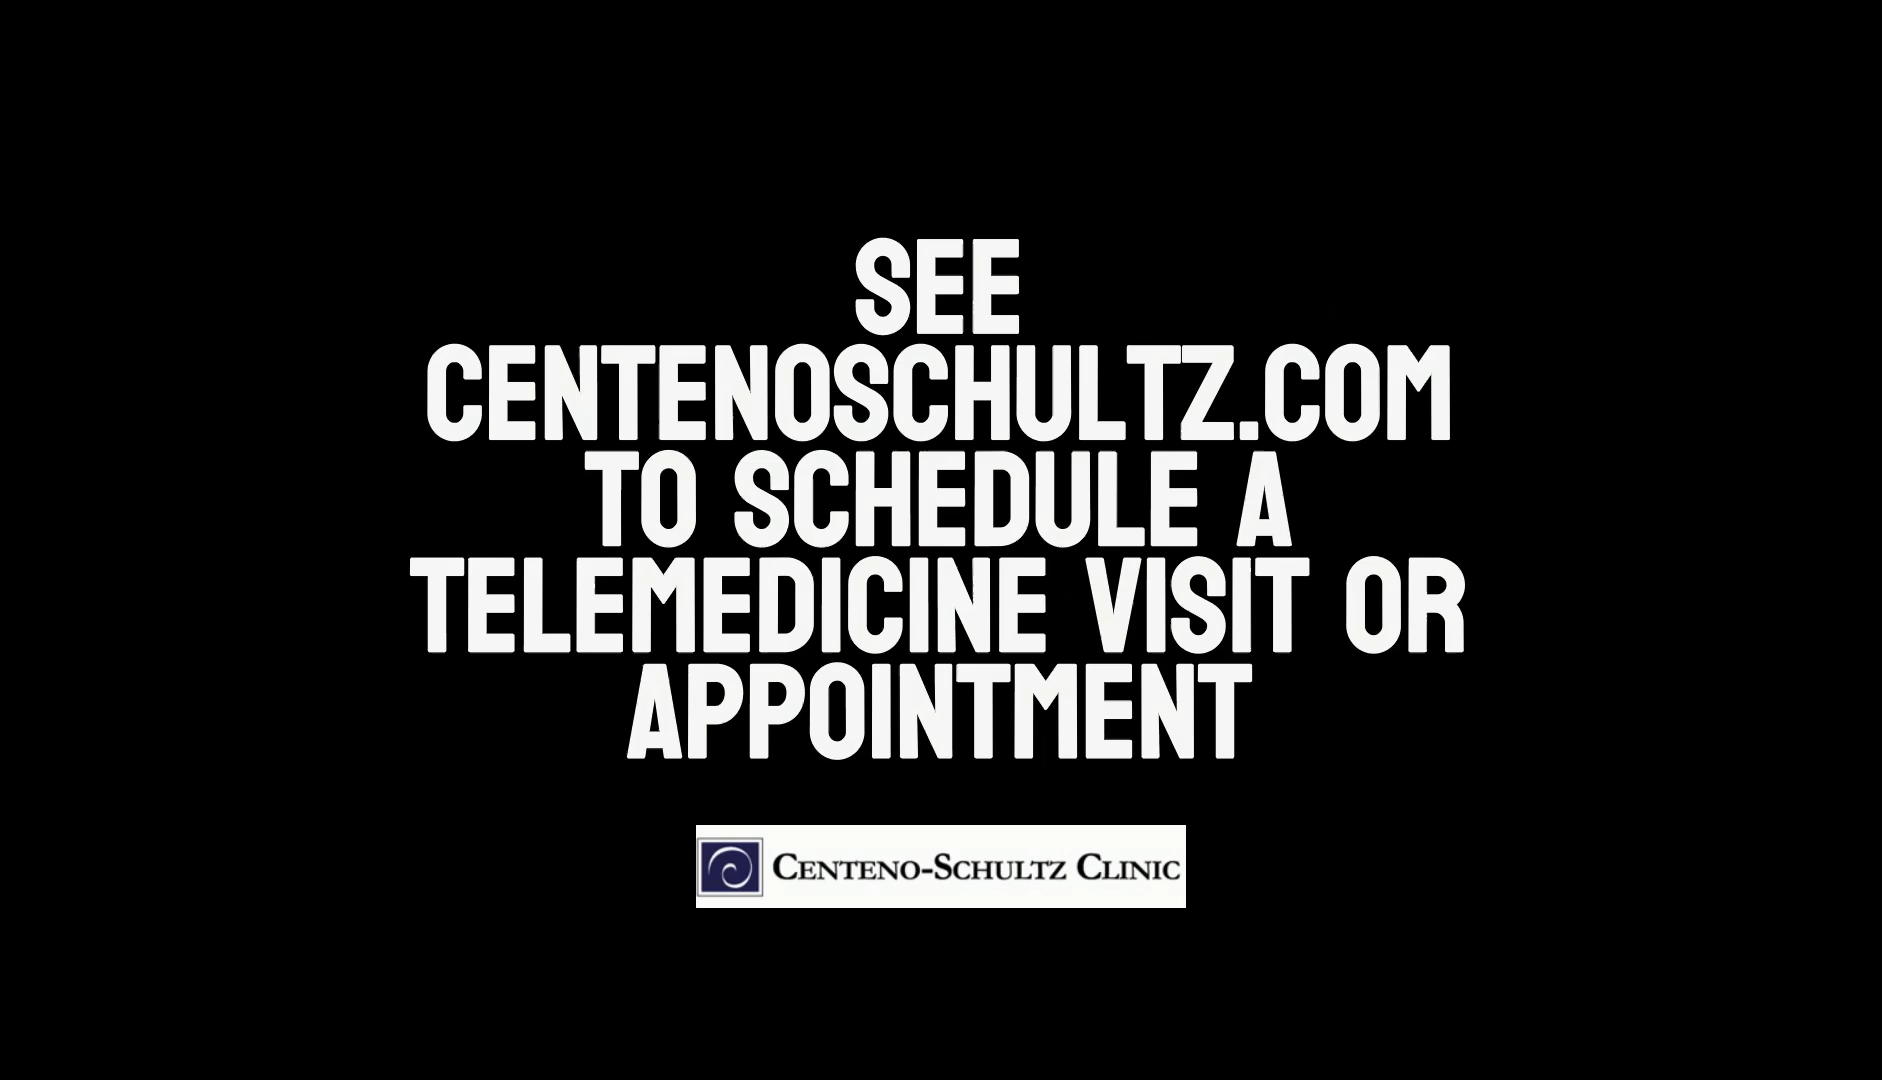 SEE
CENTENOSCHULTZ.COM
TO SCHEDULE A
TELEMEDICINE VISIT OR
APPOINTMENT
CENTENO-SCHULTZ CLINIC